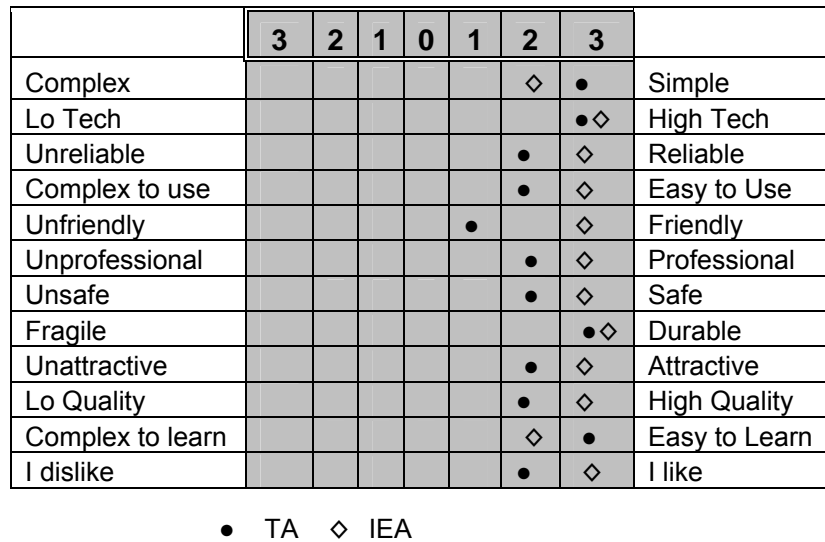 3 2 1 0 1 2 3
Complex ◇ ● Simple
Lo Tech ●◇ High Tech
Unreliable ● ◇ Reliable
Complex to use ● ◇ Easy to Use
Unfriendly ● ◇ Friendly
Unprofessional ● ◇ Professional
Unsafe ● ◇ Safe
Fragile ●◇ Durable
Unattractive ● ◇ Attractive
Lo Quality ● ◇ High Quality
Complex to learn ◇ ● Easy to Learn
I dislike ● ◇ I like
● TA ◇ IEA